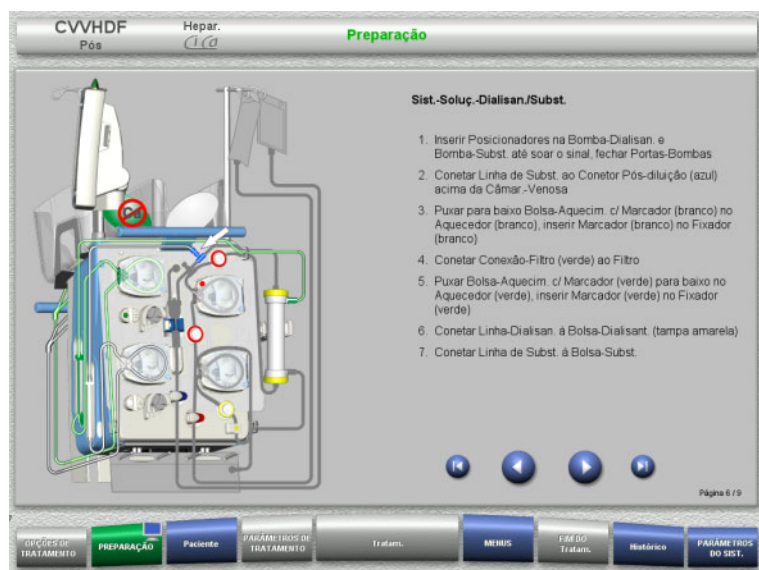 CVVHDF
Pós
Hepar.
Preparação
Sist.-Soluç.-Dialisan./Subst.
1. Inserir Posicionadores na Bomba-Dialisan. e
Bomba-Subst. até soar o sinal, fechar Portas-Bombas
2. Conetar Linha de Subst. ao Conetor Pós-diluição (azul)
acima da Câmar.-Venosa
3. Puxar para baixo Bolsa-Aquecim. c/ Marcador (branco) no
Aquecedor (branco), inserir Marcador (branco) no Fixador
(branco)
4. Conetar Conexão-Filtro (verde) ao Filtro
5. Puxar Bolsa-Aquecim. c/ Marcador (verde) para baixo no
Aquecedor (verde), inserir Marcador (verde) no Fixador
(verde)
6. Conetar Linha-Dialisan. à Bolsa-Dialisant. (tampa amarela)
7. Conetar Linha de Subst. à Bolsa-Subst.
Ca
Página 6 / 9
OPÇÕES DE
TRATAMENTO
PREPARAÇÃO
Paciente
PARÂMETROS DE
TRATAMENTO
Tratam.
MENUS
FIM DO
Tratam.
Histórico
PARÂMETROS
DO SIST.